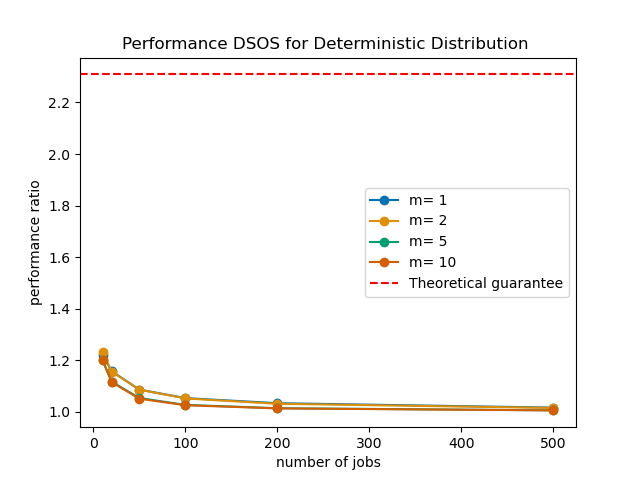 Performance DSOS for Deterministic Distribution
performance ratio
2.2
2.0
1.8
1.6
1.4
1.2
1.0
m= 1
m= 2
m= 5
m= 10
Theoretical guarantee
0 100 200 300 400 500
number of jobs